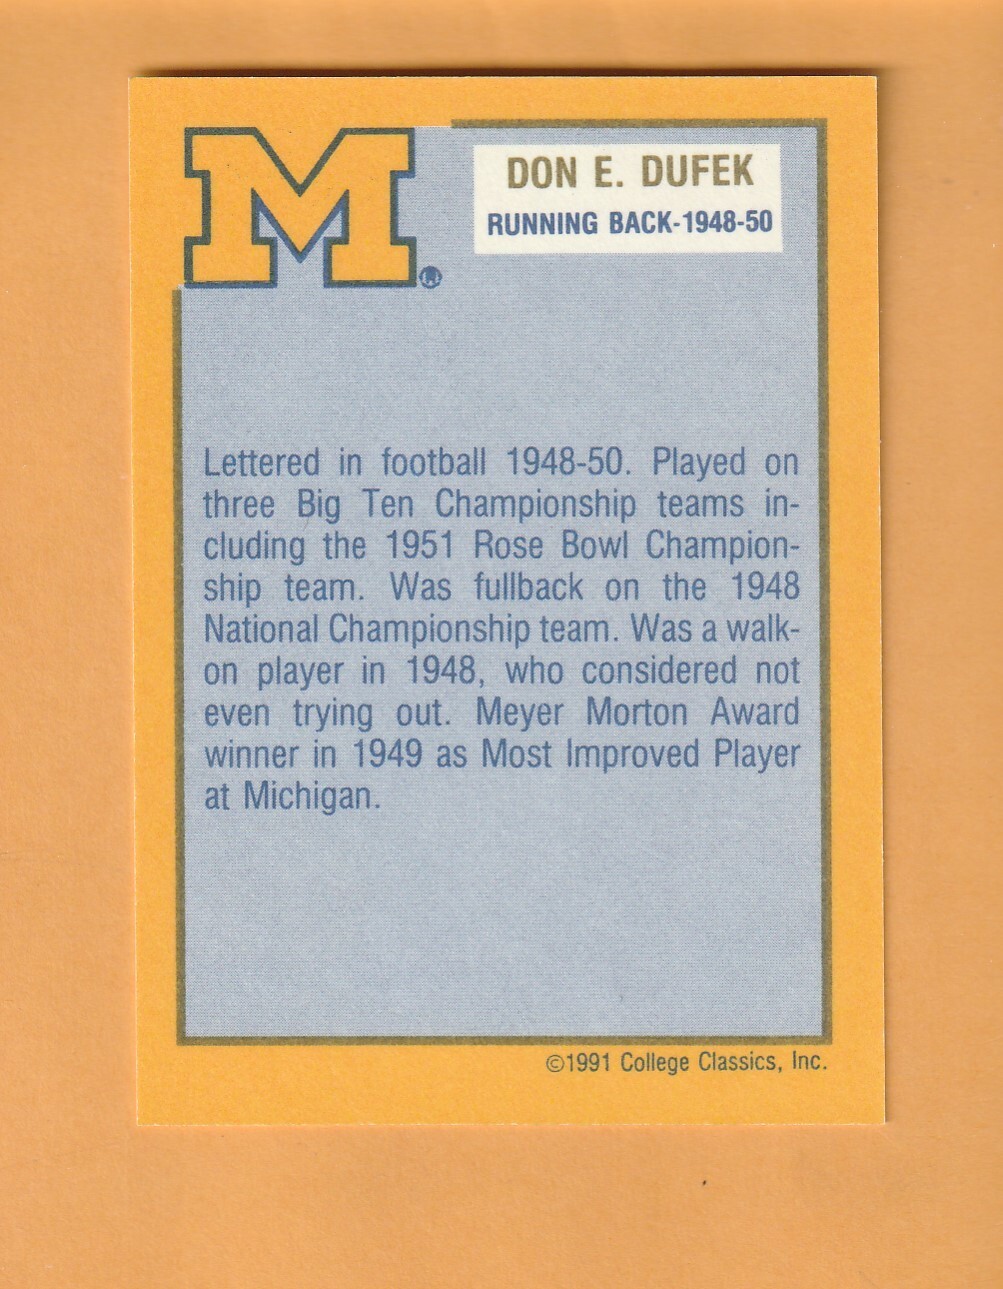 M®
DON E. DUFEK
RUNNING BACK-1948-50
Lettered in football 1948-50. Played on
three Big Ten Championship teams in-
cluding the 1951 Rose Bowl Champion-
ship team. Was fullback on the 1948
National Championship team. Was a walk-
on player in 1948, who considered not
even trying out. Meyer Morton Award
winner in 1949 as Most Improved Player
at Michigan.
©1991 College Classics, Inc.